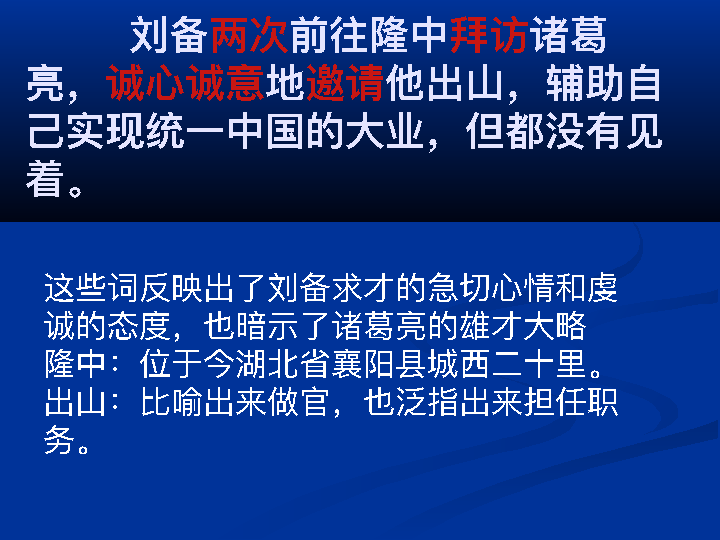 刘备两次前往隆中拜访诸葛
亮，诚心诚意地邀请他出山，辅助自
己实现统一中国的大业，但都没有见
着。
这些词反映出了刘备求才的急切心情和虔
诚的态度，也暗示了诸葛亮的雄才大略
隆中：位于今湖北省襄阳县城西二十里。
出山：比喻出来做官，也泛指出来担任职
务。